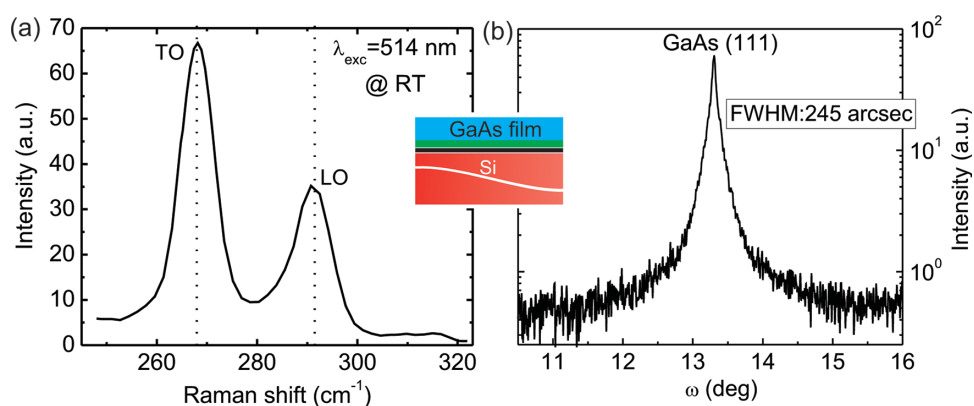 (a)
TO
LO
λexc=514 nm
@ RT
70
60
50
40
30
20
10
0
Intensity (a.u.)
260
280
300
320
Raman shift (cm-1)
GaAs film
Si
(b)
GaAs (111)
FWHM:245 arcsec
10^2
10^1
10^0
Intensity (a.u.)
11
12
13
14
15
16
ω (deg)